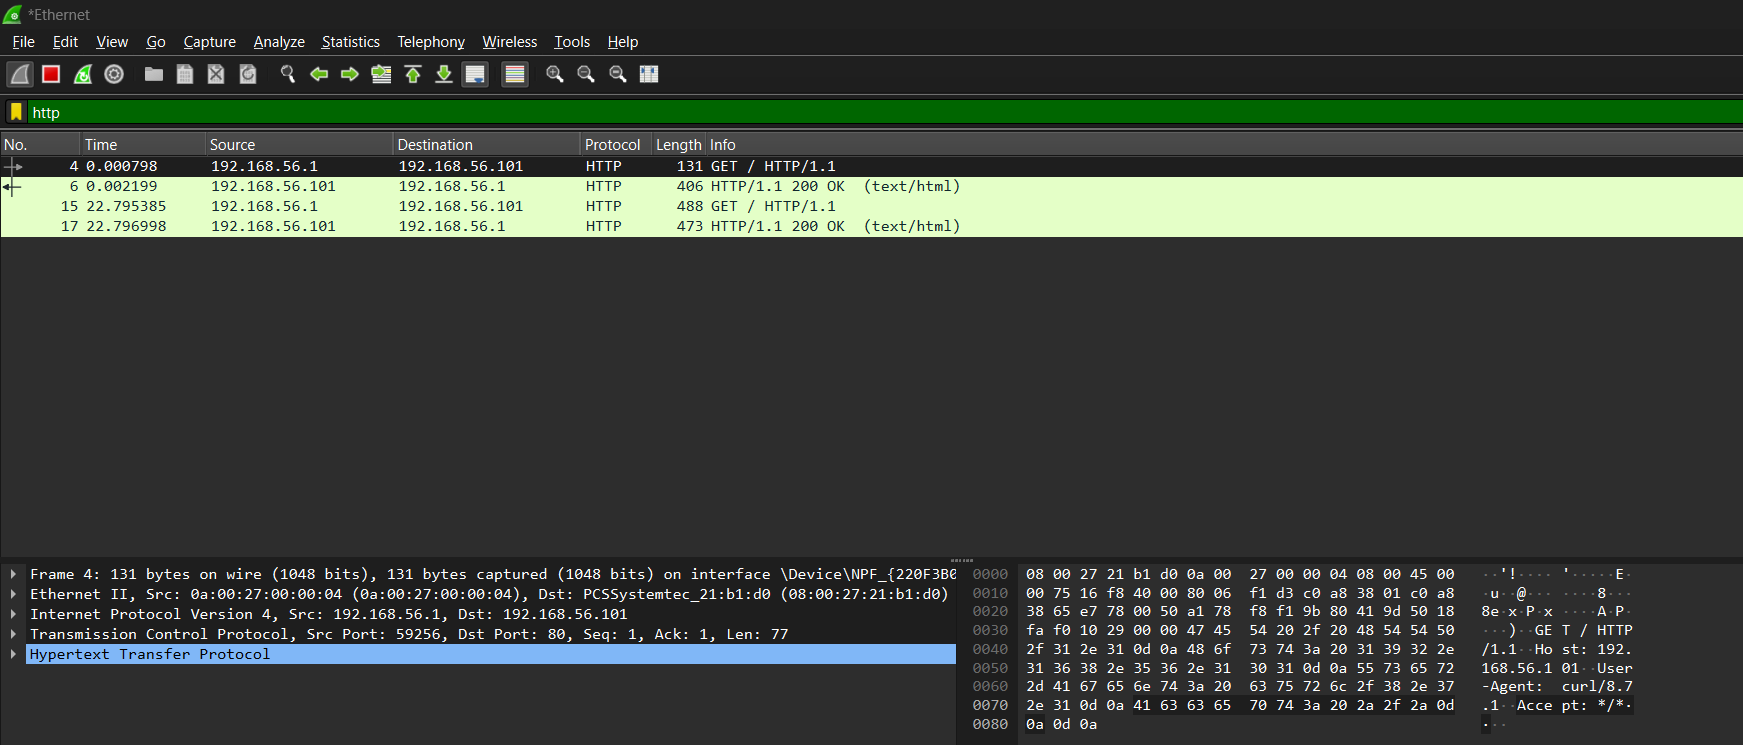 *Ethernet
File Edit View Go Capture Analyze Statistics Telephony Wireless Tools Help
http
No. Time Source Destination Protocol Length Info
4 0.000798 192.168.56.1 192.168.56.101 HTTP 131 GET / HTTP/1.1
6 0.002199 192.168.56.101 192.168.56.1 HTTP 406 HTTP/1.1 200 OK (text/html)
15 22.795385 192.168.56.1 192.168.56.101 HTTP 488 GET / HTTP/1.1
17 22.796998 192.168.56.101 192.168.56.1 HTTP 473 HTTP/1.1 200 OK (text/html)
Frame 4: 131 bytes on wire (1048 bits), 131 bytes captured (1048 bits) on interface \Device\NPF_{220F3B0
Ethernet II, Src: 0a:00:27:00:00:04 (0a:00:27:00:00:04), Dst: PCSSystemtec_21:b1:d0 (08:00:27:21:b1:d0)
Internet Protocol Version 4, Src: 192.168.56.1, Dst: 192.168.56.101
Transmission Control Protocol, Src Port: 59256, Dst Port: 80, Seq: 1, Ack: 1, Len: 77
Hypertext Transfer Protocol
0000 08 00 27 21 b1 d0 0a 00 27 00 00 04 08 00 45 00 ··'!···· '·····E·
0010 00 75 16 f8 40 00 80 06 f1 d3 c0 a8 38 01 c0 a8 ·u··@··· ····8···
0020 38 65 e7 78 00 50 a1 78 f8 f1 9b 80 41 9d 50 18 8e·x·P·x ····A·P·
0030 fa f0 10 29 00 00 47 45 54 20 2f 20 48 54 54 50 ···)··GE T / HTTP
0040 2f 31 2e 31 0d 0a 48 6f 73 74 3a 20 31 39 32 2e /1.1··Ho st: 192.
0050 31 36 38 2e 35 36 2e 31 30 31 0d 0a 55 73 65 72 168.56.1 01··User
0060 2d 41 67 65 6e 74 3a 20 63 75 72 6c 2f 38 2e 37 -Agent: curl/8.7
0070 2e 31 0d 0a 41 63 63 65 70 74 3a 20 2a 2f 2a 0d .1··Acce pt: */*·
0080 0a 0d 0a ···